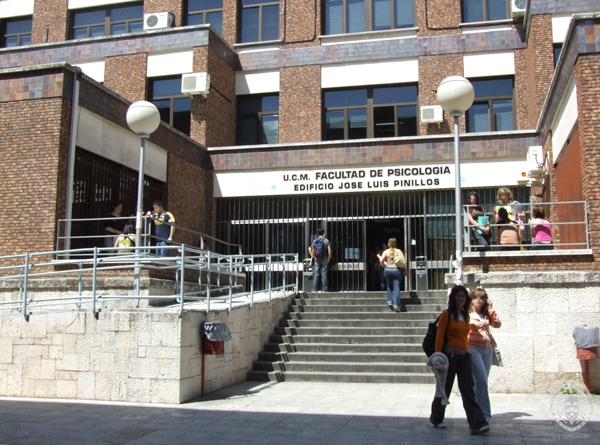 U.C.M. FACULTAD DE PSICOLOGIA
EDIFICIO JOSE LUIS PINILLOS